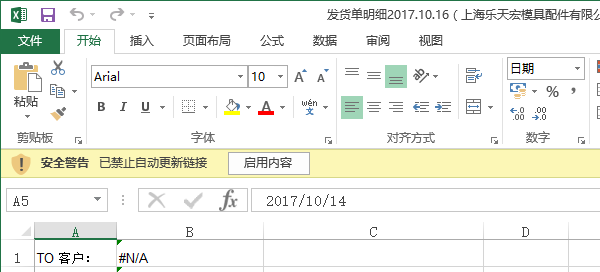 发货单明细2017.10.16（上海乐天宏模具配件有限公
文件 开始 插入 页面布局 公式 数据 审阅 视图
Arial 10 A A 日期
粘贴 B I U A wén 文 % ,
剪贴板 字体 对齐方式 数字
安全警告 已禁止自动更新链接 启用内容
A5 fx 2017/10/14
A B C D
1 TO 客户： #N/A